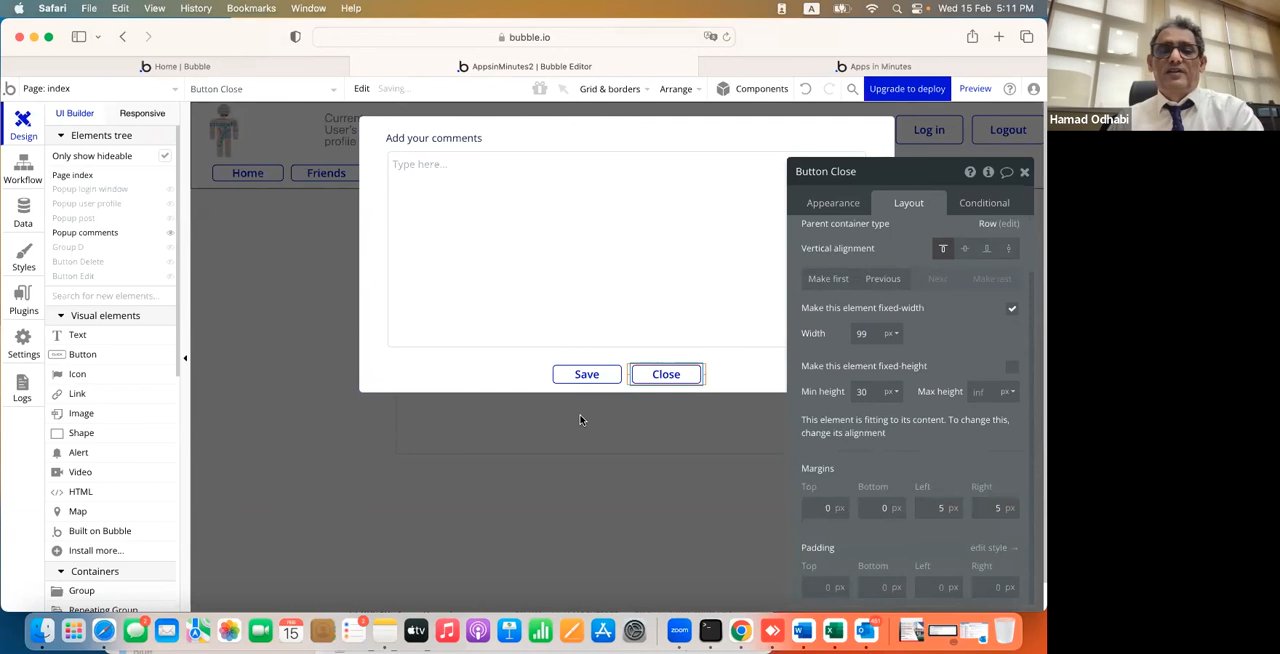 Safari File Edit View History Bookmarks Window Help
A
Wed 15 Feb 5:11 PM
bubble.io
Home | Bubble
AppsinMinutes2 | Bubble Editor
Apps in Minutes
Page: index
Button Close
Edit
Saving...
Grid & borders
Arrange
Components
Upgrade to deploy
Preview
Design
Workflow
Data
Styles
Plugins
Settings
Logs
UI Builder
Responsive
Elements tree
Only show hideable
Page index
Popup login window
Popup user profile
Popup post
Popup comments
Group D
Button Delete
Button Edit
Search for new elements...
Visual elements
Text
Button
Icon
Link
Image
Shape
Alert
Video
HTML
Map
Built on Bubble
Install more...
Containers
Group
Repeating Group
Current
User's
profile
Home
Friends
Log in
Logout
Add your comments
Type here...
Save
Close
Button Close
Appearance
Layout
Conditional
Parent container type
Row (edit)
Vertical alignment
Make first
Previous
Next
Make last
Make this element fixed-width
Width
99 px
Make this element fixed-height
Min height
30 px
Max height
inf px
This element is fitting to its content. To change this,
change its alignment
Margins
Top Bottom Left Right
0 px 0 px 5 px 5 px
Padding
edit style →
Top Bottom Left Right
0 px 0 px 0 px 0 px
Hamad Odhabi
FEB
15
tv
zoom